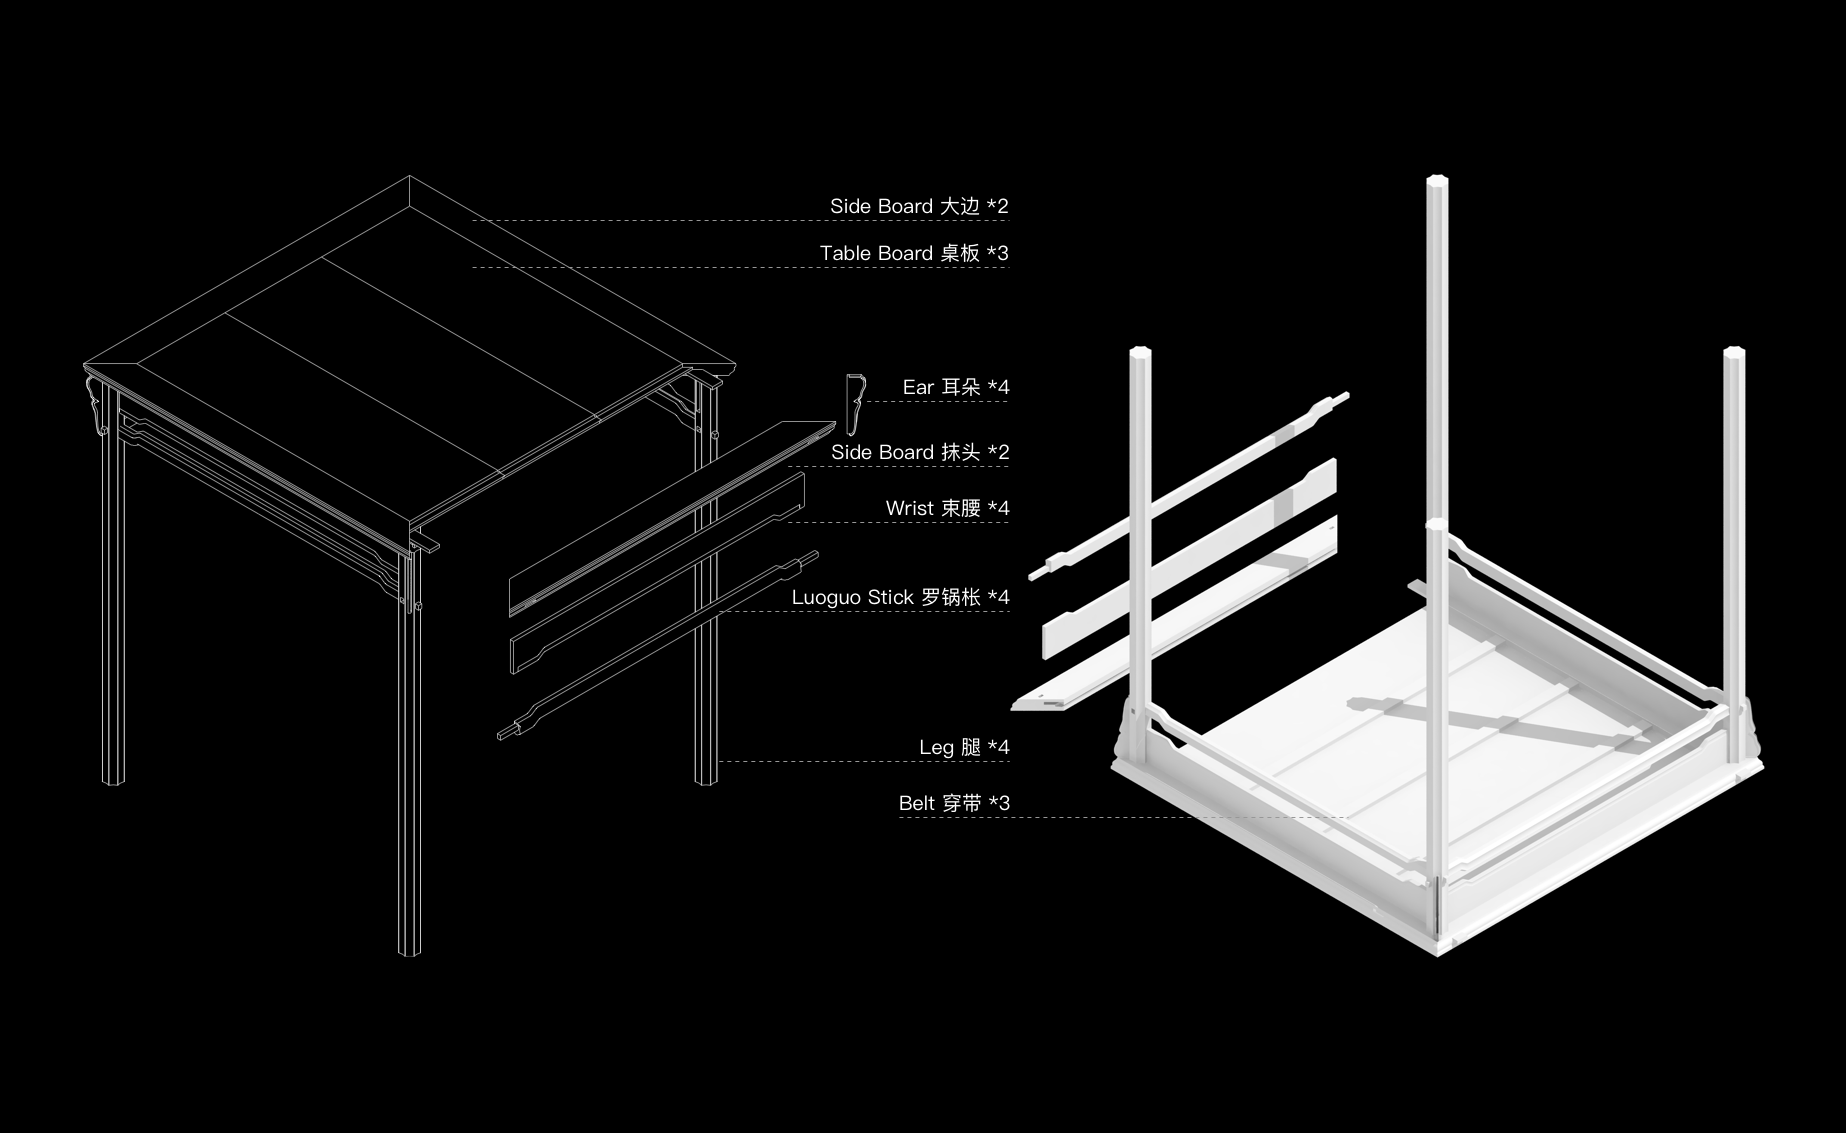 Side Board 大边 *2
Table Board 桌板 *3
Ear 耳朵 *4
Side Board 抹头 *2
Wrist 束腰 *4
Luoguo Stick 罗锅枨 *4
Leg 腿 *4
Belt 穿带 *3